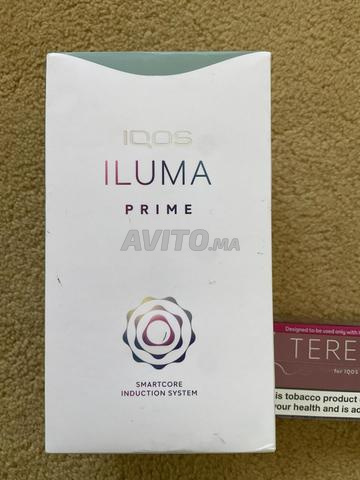 IQOS
ILUMA
PRIME
AVITO.ma
SMARTCORE
INDUCTION SYSTEM
Designed to be used only with
TERE
for IQOS
is tobacco product
your health and is ad